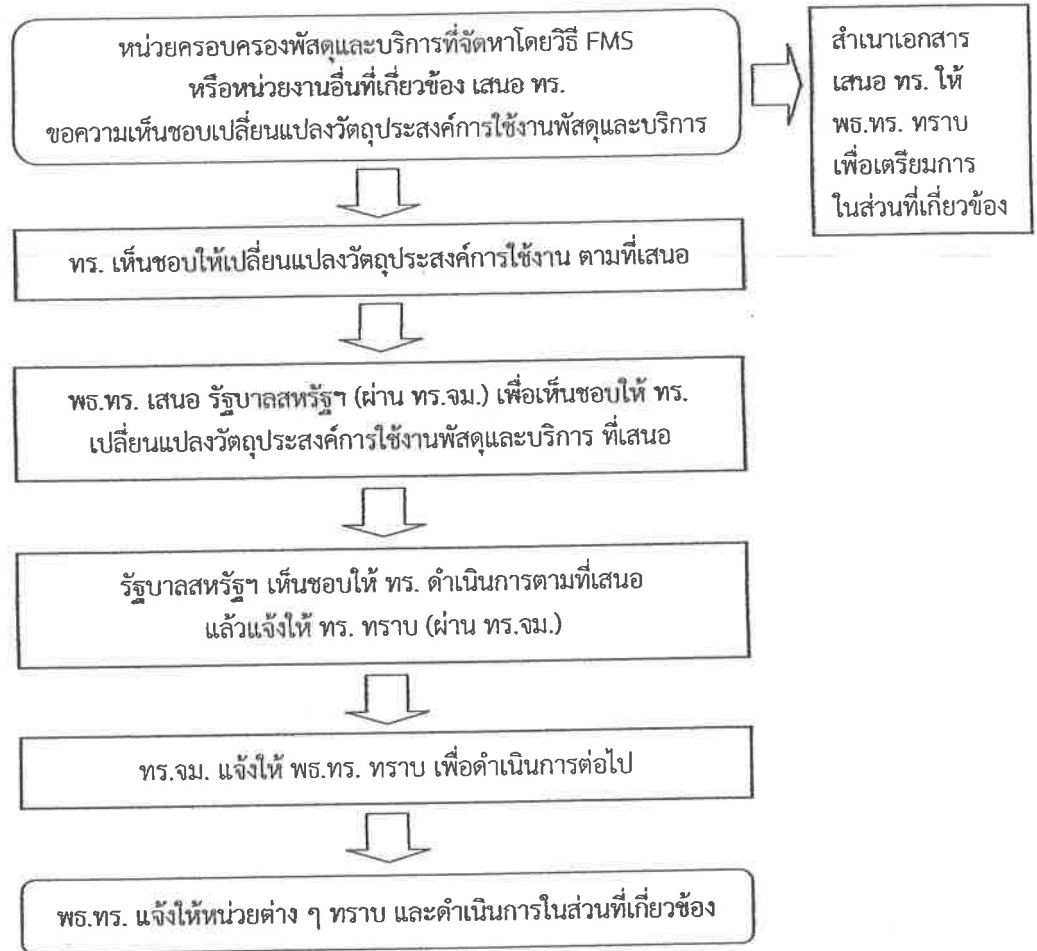 หน่วยครอบครองพัสดุและบริการที่จัดหาโดยวิธี FMS
หรือหน่วยงานอื่นที่เกี่ยวข้อง เสนอ ทร.
ขอความเห็นชอบเปลี่ยนแปลงวัตถุประสงค์การใช้งานพัสดุและบริการ
สำเนาเอกสาร
เสนอ ทร. ให้
พธ.ทร. ทราบ
เพื่อเตรียมการ
ในส่วนที่เกี่ยวข้อง
ทร. เห็นชอบให้เปลี่ยนแปลงวัตถุประสงค์การใช้งาน ตามที่เสนอ
พธ.ทร. เสนอ รัฐบาลสหรัฐฯ (ผ่าน ทร.จม.) เพื่อเห็นชอบให้ ทร.
เปลี่ยนแปลงวัตถุประสงค์การใช้งานพัสดุและบริการ ที่เสนอ
รัฐบาลสหรัฐฯ เห็นชอบให้ ทร. ดำเนินการตามที่เสนอ
แล้วแจ้งให้ ทร. ทราบ (ผ่าน ทร.จม.)
ทร.จม. แจ้งให้ พธ.ทร. ทราบ เพื่อดำเนินการต่อไป
พธ.ทร. แจ้งให้หน่วยต่าง ๆ ทราบ และดำเนินการในส่วนที่เกี่ยวข้อง